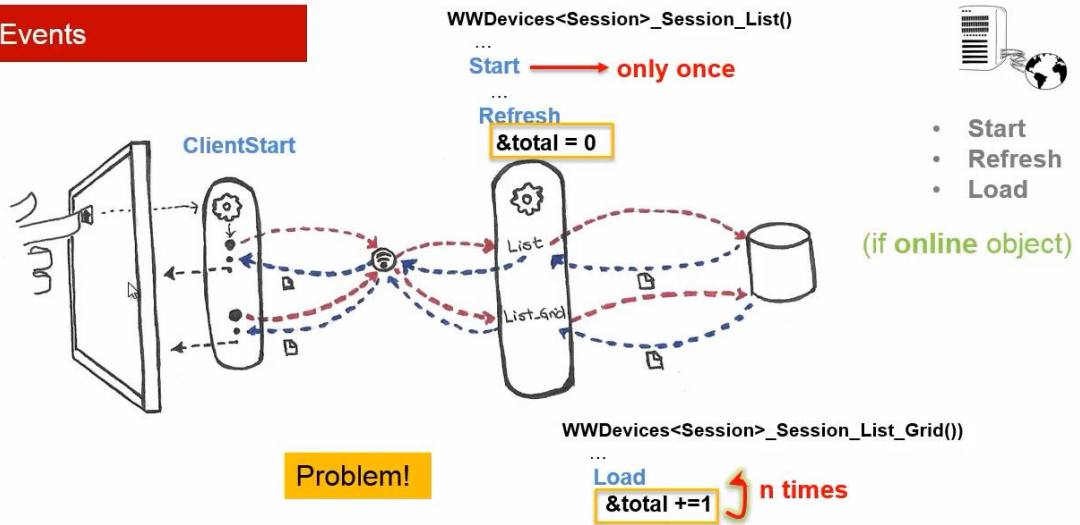 Events
WWDevices<Session>_Session_List()
...
Start
only once
...
Refresh
&total = 0
ClientStart
• Start
• Refresh
• Load
(if online object)
List
List_Grid
WWDevices<Session>_Session_List_Grid())
...
Load
&total +=1
n times
Problem!